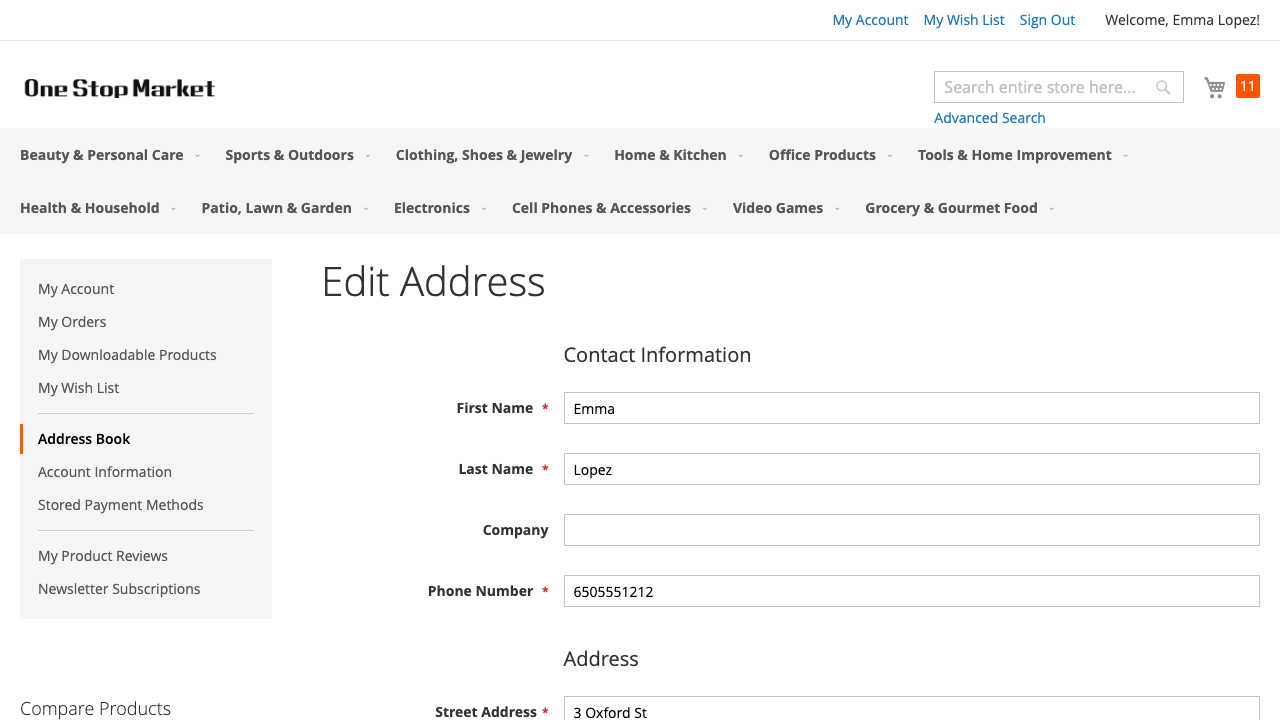 My Account My Wish List Sign Out Welcome, Emma Lopez!
One Stop Market
Search entire store here...
11
Advanced Search
Beauty & Personal Care Sports & Outdoors Clothing, Shoes & Jewelry Home & Kitchen Office Products Tools & Home Improvement
Health & Household Patio, Lawn & Garden Electronics Cell Phones & Accessories Video Games Grocery & Gourmet Food
My Account
My Orders
My Downloadable Products
My Wish List
Address Book
Account Information
Stored Payment Methods
My Product Reviews
Newsletter Subscriptions
Compare Products
Edit Address
Contact Information
First Name * Emma
Last Name * Lopez
Company
Phone Number * 6505551212
Address
Street Address * 3 Oxford St